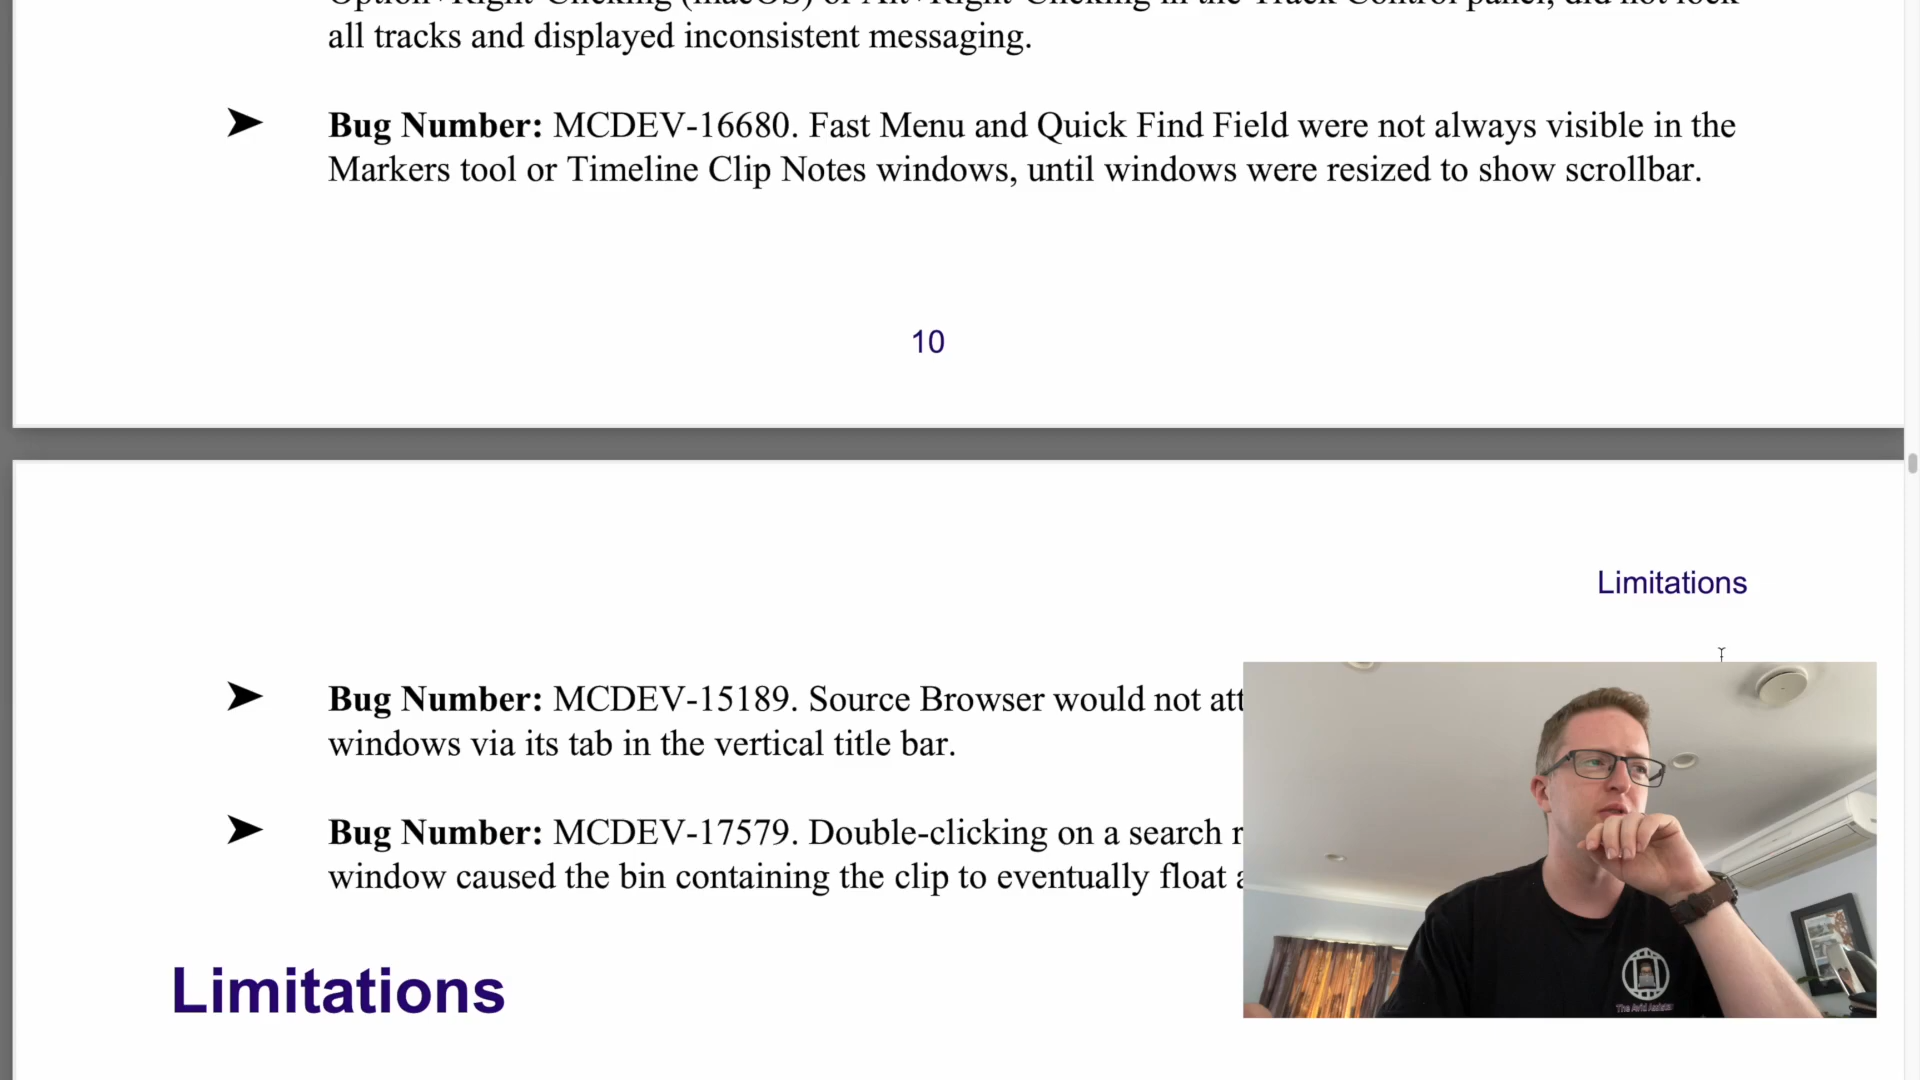 all tracks and displayed inconsistent messaging.
➤ Bug Number: MCDEV-16680. Fast Menu and Quick Find Field were not always visible in the
Markers tool or Timeline Clip Notes windows, until windows were resized to show scrollbar.
10
Limitations
➤ Bug Number: MCDEV-15189. Source Browser would not
windows via its tab in the vertical title bar.
➤ Bug Number: MCDEV-17579. Double-clicking on a search
window caused the bin containing the clip to eventually float
Limitations
The Avid Assistant